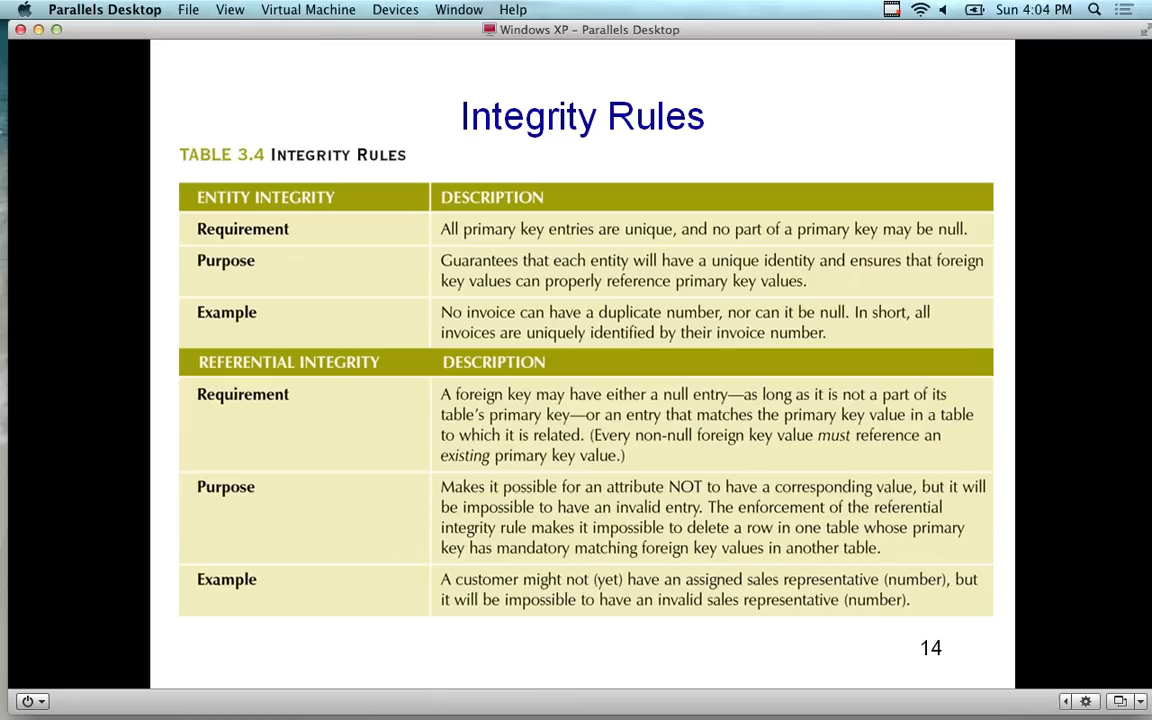 Parallels Desktop File View Virtual Machine Devices Window Help Sun 4:04 PM
Windows XP – Parallels Desktop
Integrity Rules
TABLE 3.4 INTEGRITY RULES
ENTITY INTEGRITY DESCRIPTION
Requirement All primary key entries are unique, and no part of a primary key may be null.
Purpose Guarantees that each entity will have a unique identity and ensures that foreign
key values can properly reference primary key values.
Example No invoice can have a duplicate number, nor can it be null. In short, all
invoices are uniquely identified by their invoice number.
REFERENTIAL INTEGRITY DESCRIPTION
Requirement A foreign key may have either a null entry—as long as it is not a part of its
table's primary key—or an entry that matches the primary key value in a table
to which it is related. (Every non-null foreign key value must reference an
existing primary key value.)
Purpose Makes it possible for an attribute NOT to have a corresponding value, but it will
be impossible to have an invalid entry. The enforcement of the referential
integrity rule makes it impossible to delete a row in one table whose primary
key has mandatory matching foreign key values in another table.
Example A customer might not (yet) have an assigned sales representative (number), but
it will be impossible to have an invalid sales representative (number).
14